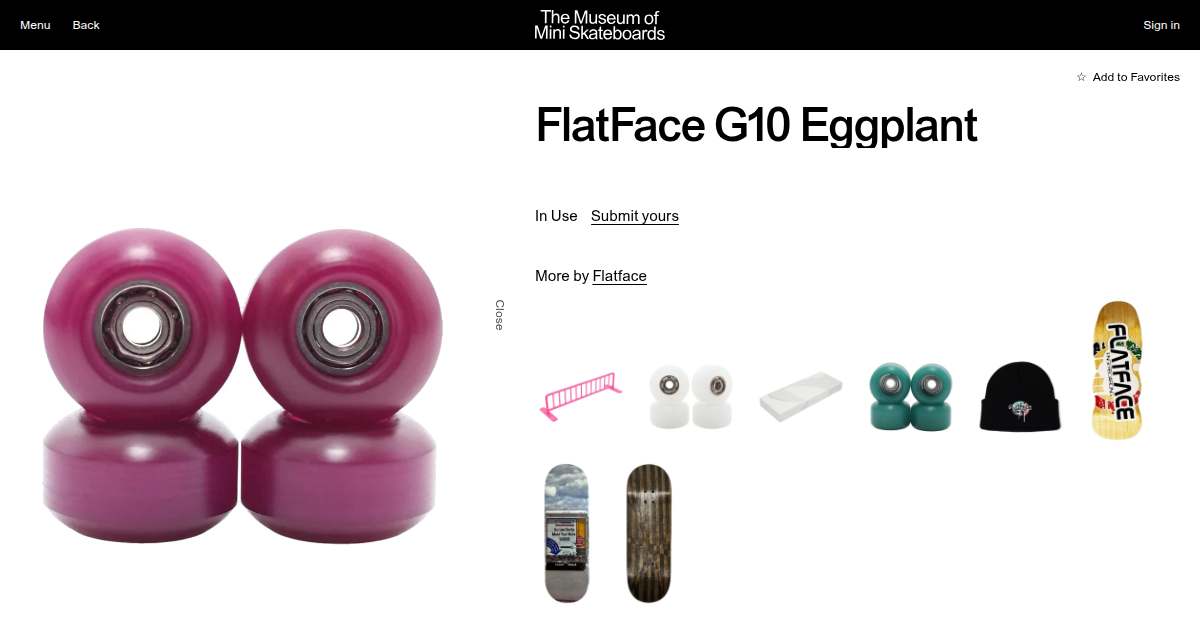 Menu
Back
The Museum of
Mini Skateboards
Sign in
☆ Add to Favorites
FlatFace G10 Eggplant
In Use
Submit yours
More by Flatface
Close
FLATFACE